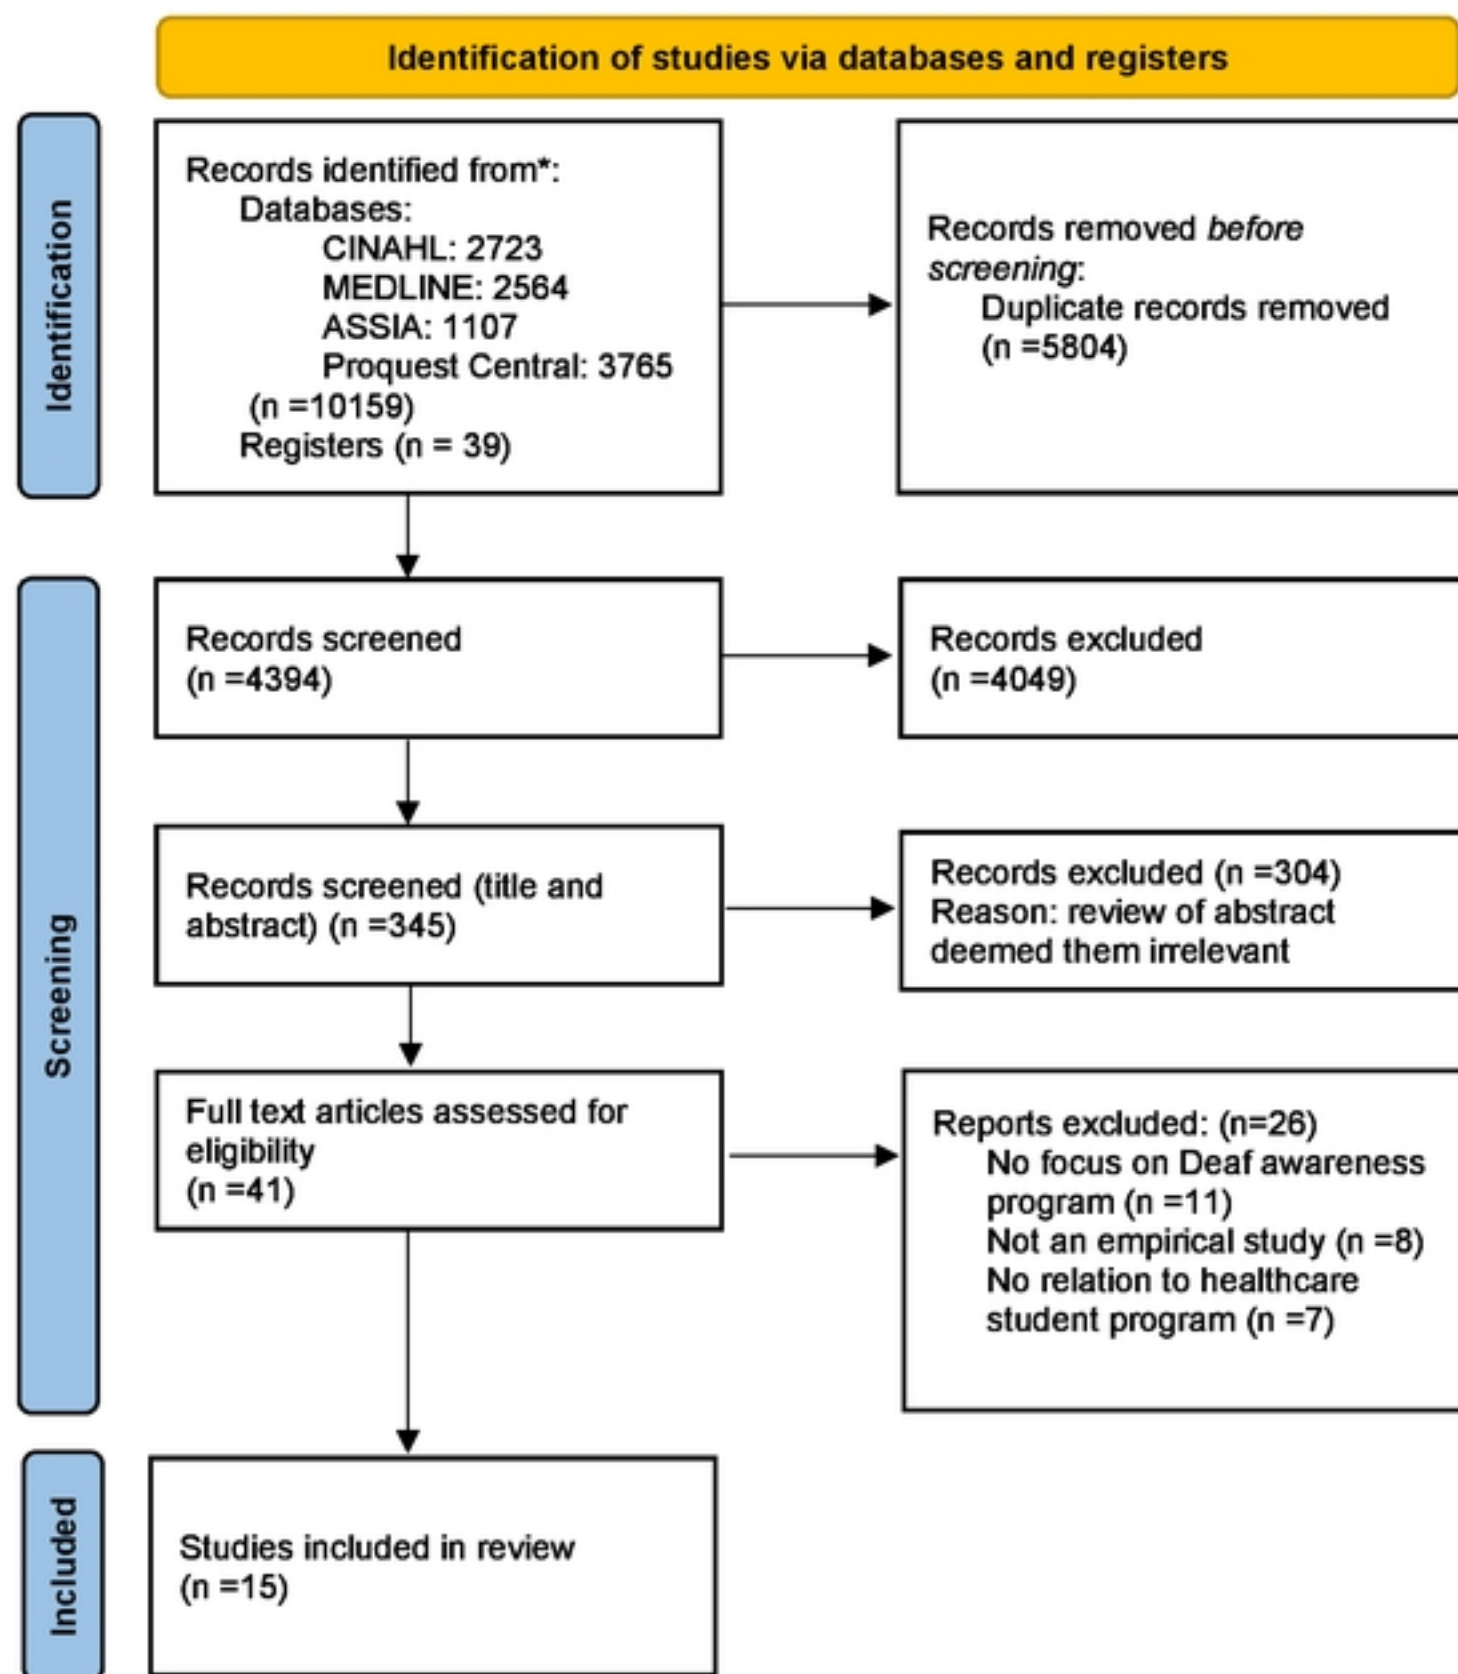 Identification of studies via databases and registers
Identification
Records identified from*:
Databases:
CINAHL: 2723
MEDLINE: 2564
ASSIA: 1107
Proquest Central: 3765
(n =10159)
Registers (n = 39)
Records removed before
screening:
Duplicate records removed
(n =5804)
Screening
Records screened
(n =4394)
Records excluded
(n =4049)
Records screened (title and
abstract) (n =345)
Records excluded (n =304)
Reason: review of abstract
deemed them irrelevant
Full text articles assessed for
eligibility
(n =41)
Reports excluded: (n=26)
No focus on Deaf awareness
program (n =11)
Not an empirical study (n =8)
No relation to healthcare
student program (n =7)
Included
Studies included in review
(n =15)